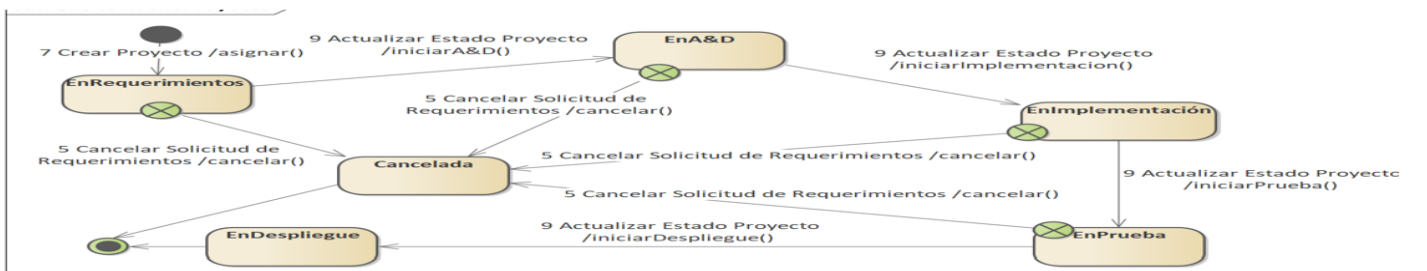 7 Crear Proyecto /asignar()
EnRequerimientos
9 Actualizar Estado Proyecto
/iniciarA&D()
EnA&D
9 Actualizar Estado Proyecto
/iniciarImplementacion()
5 Cancelar Solicitud de
Requerimientos /cancelar()
EnImplementación
5 Cancelar Solicitud de
Requerimientos /cancelar()
Cancelada
5 Cancelar Solicitud de Requerimientos /cancelar()
9 Actualizar Estado Proyecto
/iniciarPrueba()
5 Cancelar Solicitud de Requerimientos /cancelar()
EnDespliegue
9 Actualizar Estado Proyecto
/iniciarDespliegue()
EnPrueba